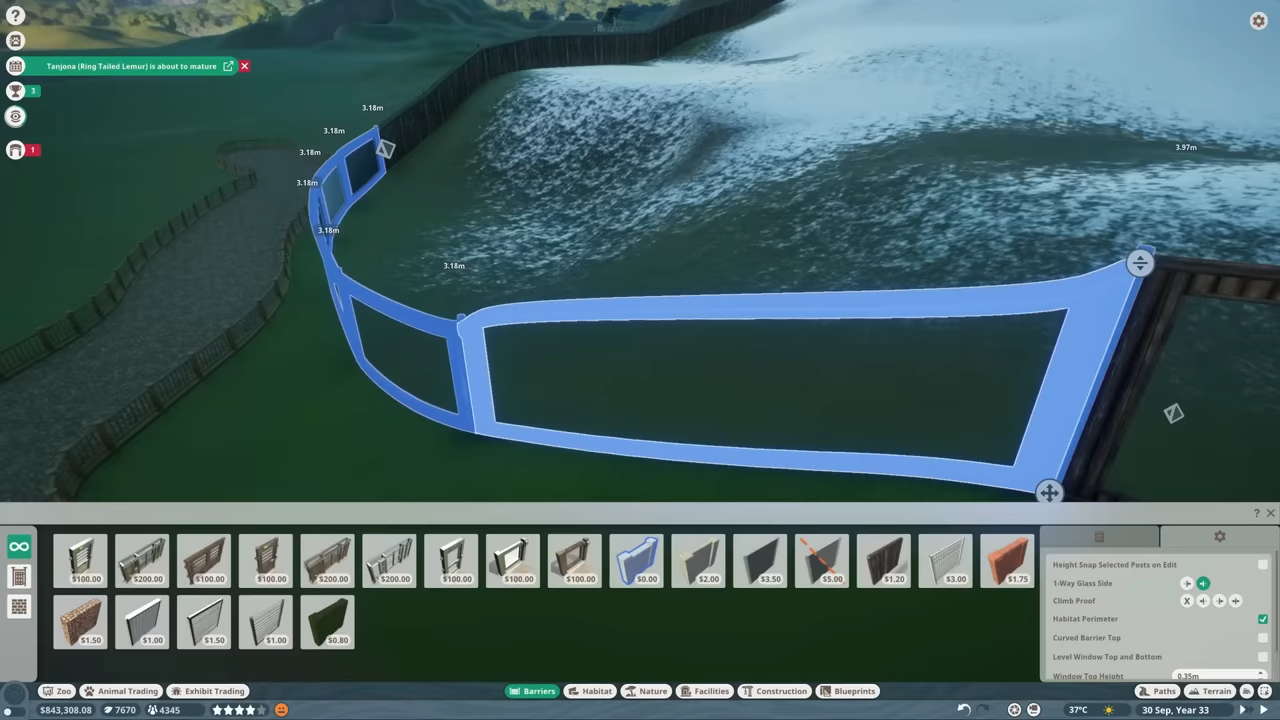 ?
Tanjona (Ring Tailed Lemur) is about to mature
3
1
3.18m
3.18m
3.18m
3.18m
3.18m
3.18m
3.97m
?
$100.00 $200.00 $100.00 $100.00 $200.00 $200.00 $100.00 $100.00 $100.00 $0.00 $2.00 $3.50 $5.00 $1.20 $3.00 $1.75
$1.50 $1.00 $1.50 $1.00 $0.80
Height Snap Selected Posts on Edit
1-Way Glass Side
Climb Proof
Habitat Perimeter
Curved Barrier Top
Level Window Top and Bottom
Window Top Height 0.35m
Zoo Animal Trading Exhibit Trading Barriers Habitat Nature Facilities Construction Blueprints Paths Terrain
$843,308.08 7670 4345 37°C 30 Sep, Year 33